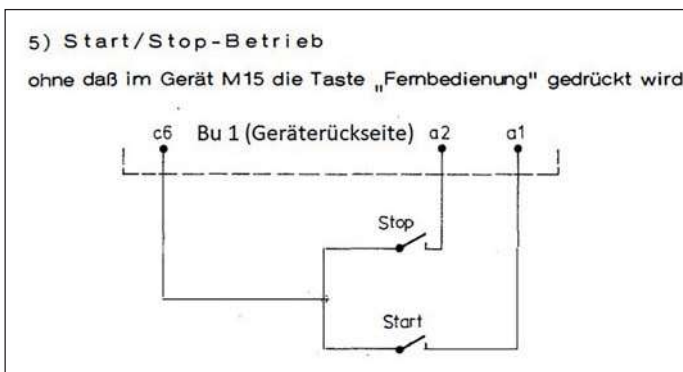 5) Start/Stop-Betrieb
ohne daß im Gerät M15 die Taste „Fernbedienung" gedrückt wird
c6 Bu 1 (Geräterückseite) a2 a1
Stop
Start